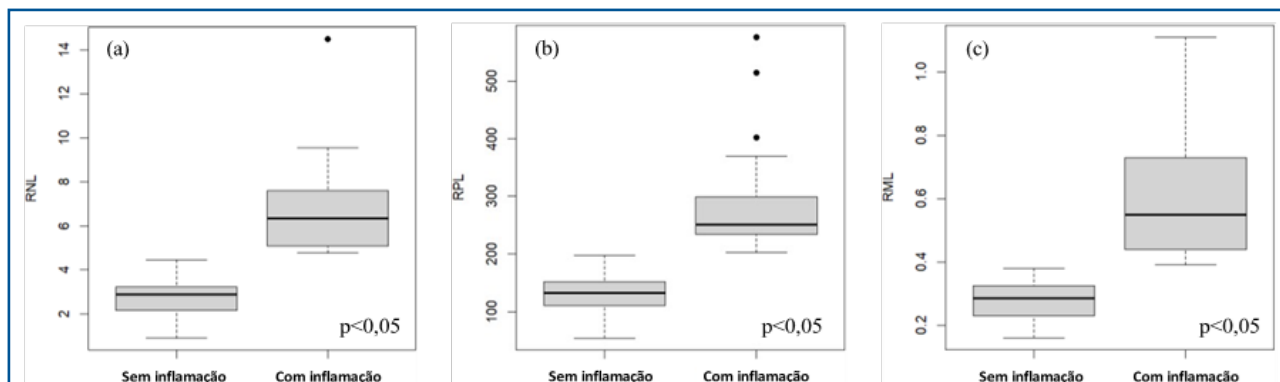 (a)
RNL
14
12
10
8
6
4
2
p<0,05
Sem inflamação Com inflamação
(b)
RPL
500
400
300
200
100
p<0,05
Sem inflamação Com inflamação
(c)
RML
1.0
0.8
0.6
0.4
0.2
p<0,05
Sem inflamação Com inflamação